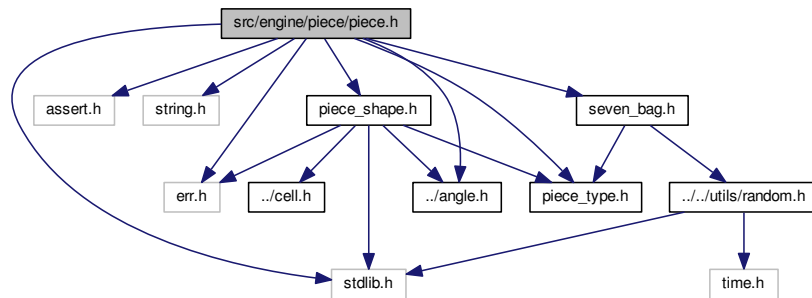 src/engine/piece/piece.h
assert.h
string.h
piece_shape.h
seven_bag.h
err.h
../cell.h
../angle.h
piece_type.h
../../utils/random.h
stdlib.h
time.h